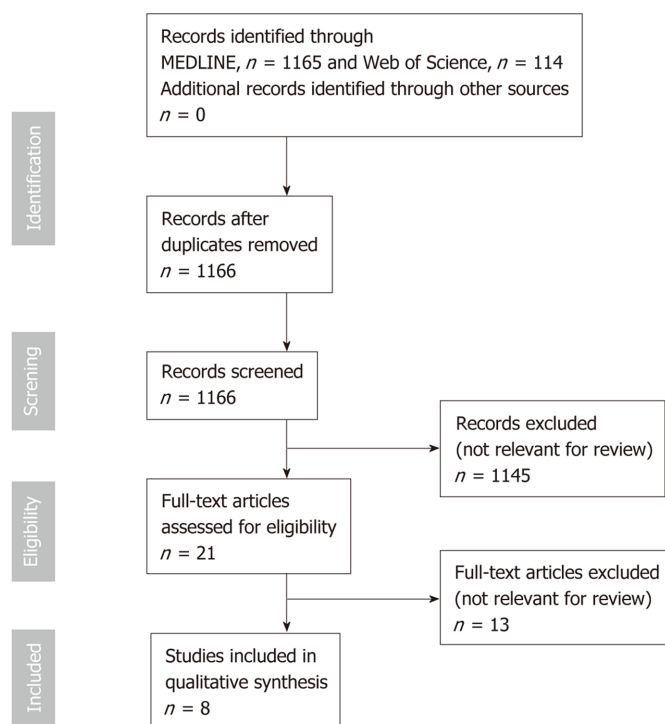 Records identified through
MEDLINE, n = 1165 and Web of Science, n = 114
Additional records identified through other sources
n = 0
Identification
Records after
duplicates removed
n = 1166
Screning
Records screened
n = 1166
Records excluded
(not relevant for review)
n = 1145
Eligibility
Full-text articles
assessed for eligibility
n = 21
Full-text articles excluded
(not relevant for review)
n = 13
Included
Studies included in
qualitative synthesis
n = 8